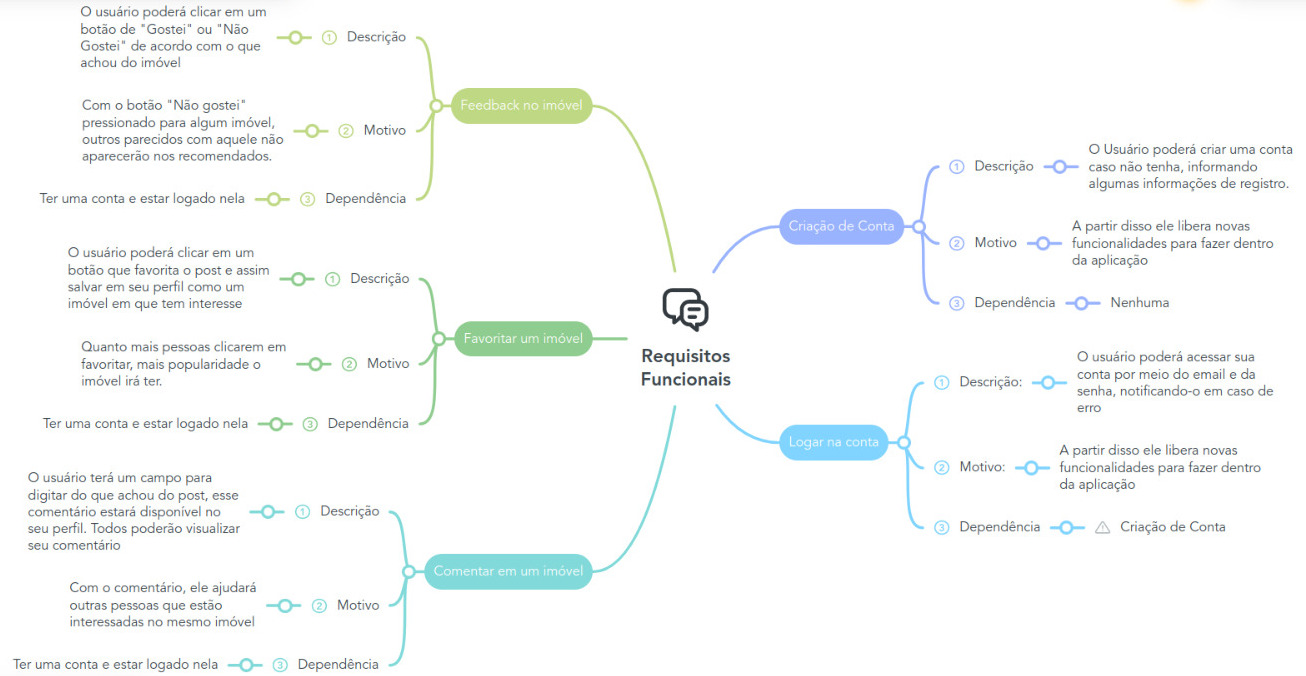 Requisitos
Funcionais
Feedback no imóvel
1 Descrição
O usuário poderá clicar em um
botão de "Gostei" ou "Não
Gostei" de acordo com o que
achou do imóvel
2 Motivo
Com o botão "Não gostei"
pressionado para algum imóvel,
outros parecidos com aquele não
aparecerão nos recomendados.
3 Dependência
Ter uma conta e estar logado nela
Favoritar um imóvel
1 Descrição
O usuário poderá clicar em um
botão que favorita o post e assim
salvar em seu perfil como um
imóvel em que tem interesse
2 Motivo
Quanto mais pessoas clicarem em
favoritar, mais popularidade o
imóvel irá ter.
3 Dependência
Ter uma conta e estar logado nela
Comentar em um imóvel
1 Descrição
O usuário terá um campo para
digitar do que achou do post, esse
comentário estará disponível no
seu perfil. Todos poderão visualizar
seu comentário
2 Motivo
Com o comentário, ele ajudará
outras pessoas que estão
interessadas no mesmo imóvel
3 Dependência
Ter uma conta e estar logado nela
Criação de Conta
1 Descrição
O Usuário poderá criar uma conta
caso não tenha, informando
algumas informações de registro.
2 Motivo
A partir disso ele libera novas
funcionalidades para fazer dentro
da aplicação
3 Dependência
Nenhuma
Logar na conta
1 Descrição:
O usuário poderá acessar sua
conta por meio do email e da
senha, notificando-o em caso de
erro
2 Motivo:
A partir disso ele libera novas
funcionalidades para fazer dentro
da aplicação
3 Dependência
Criação de Conta